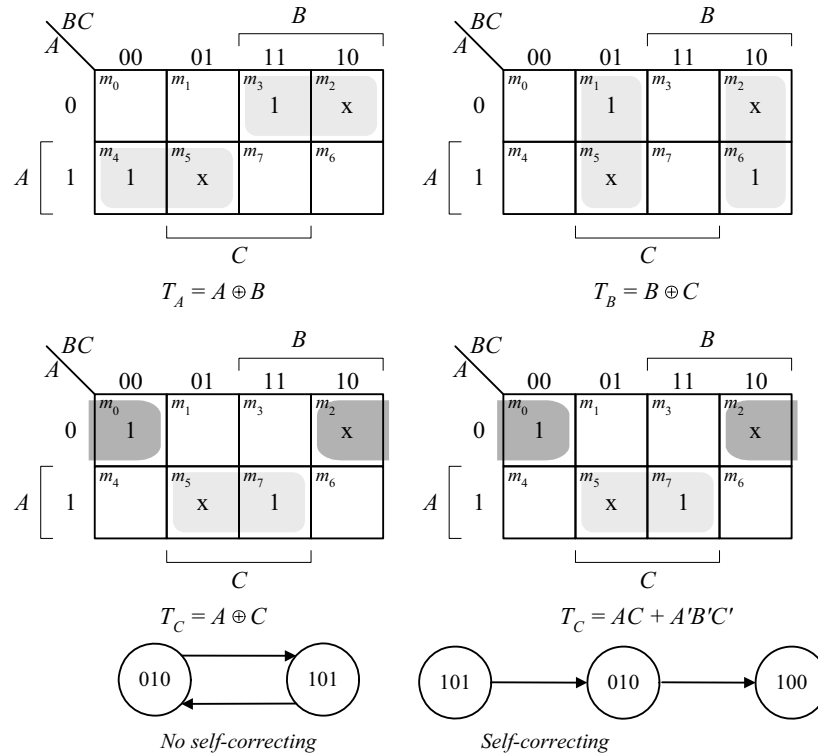 BC B BC B
A 00 01 11 10 A 00 01 11 10
m0 m1 m3 m2 m0 m1 m3 m2
0 1 x 0 1 x
m4 m5 m7 m6 m4 m5 m7 m6
A 1 1 x A 1 x 1
C C
T_A = A ⊕ B T_B = B ⊕ C
BC B BC B
A 00 01 11 10 A 00 01 11 10
m0 m1 m3 m2 m0 m1 m3 m2
0 1 x 0 1 x
m4 m5 m7 m6 m4 m5 m7 m6
A 1 x 1 A 1 x 1
C C
T_C = A ⊕ C T_C = AC + A'B'C'
010 101 101 010 100
No self-correcting Self-correcting